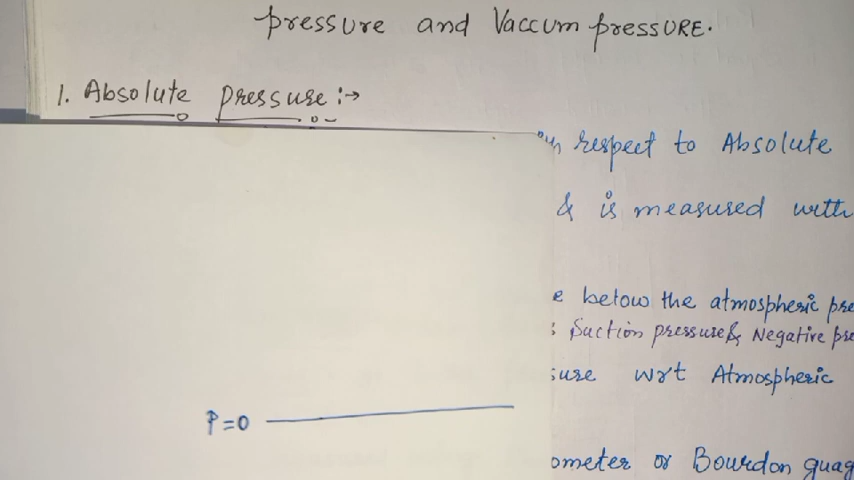 pressure and Vaccum pressure.
1. Absolute pressure :→
respect to Absolute
& is measured with
below the atmospheric pre
: Suction pressure & Negative pre
sure wrt Atmospheric
P=0
ometer or Bourdon guag